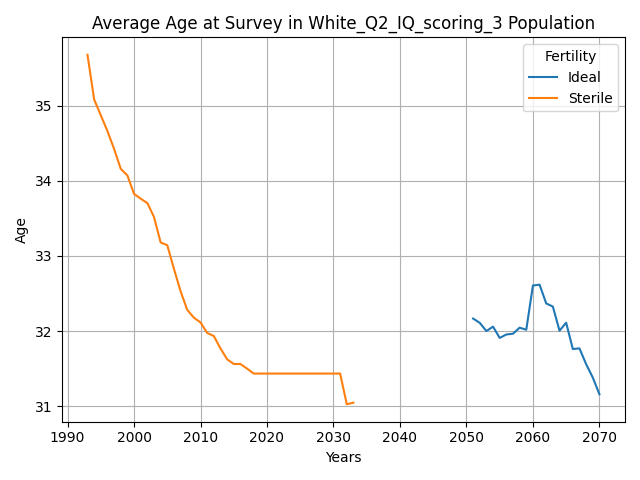 Average Age at Survey in White_Q2_IQ_scoring_3 Population
Fertility
Ideal
Sterile
Age
35
34
33
32
31
1990 2000 2010 2020 2030 2040 2050 2060 2070
Years